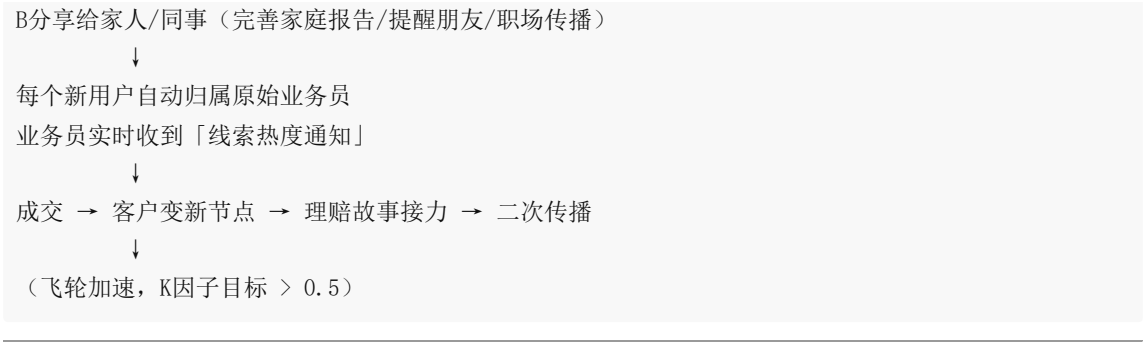 B分享给家人/同事（完善家庭报告/提醒朋友/职场传播）
↓
每个新用户自动归属原始业务员
业务员实时收到「线索热度通知」
↓
成交 → 客户变新节点 → 理赔故事接力 → 二次传播
↓
（飞轮加速，K因子目标 > 0.5）